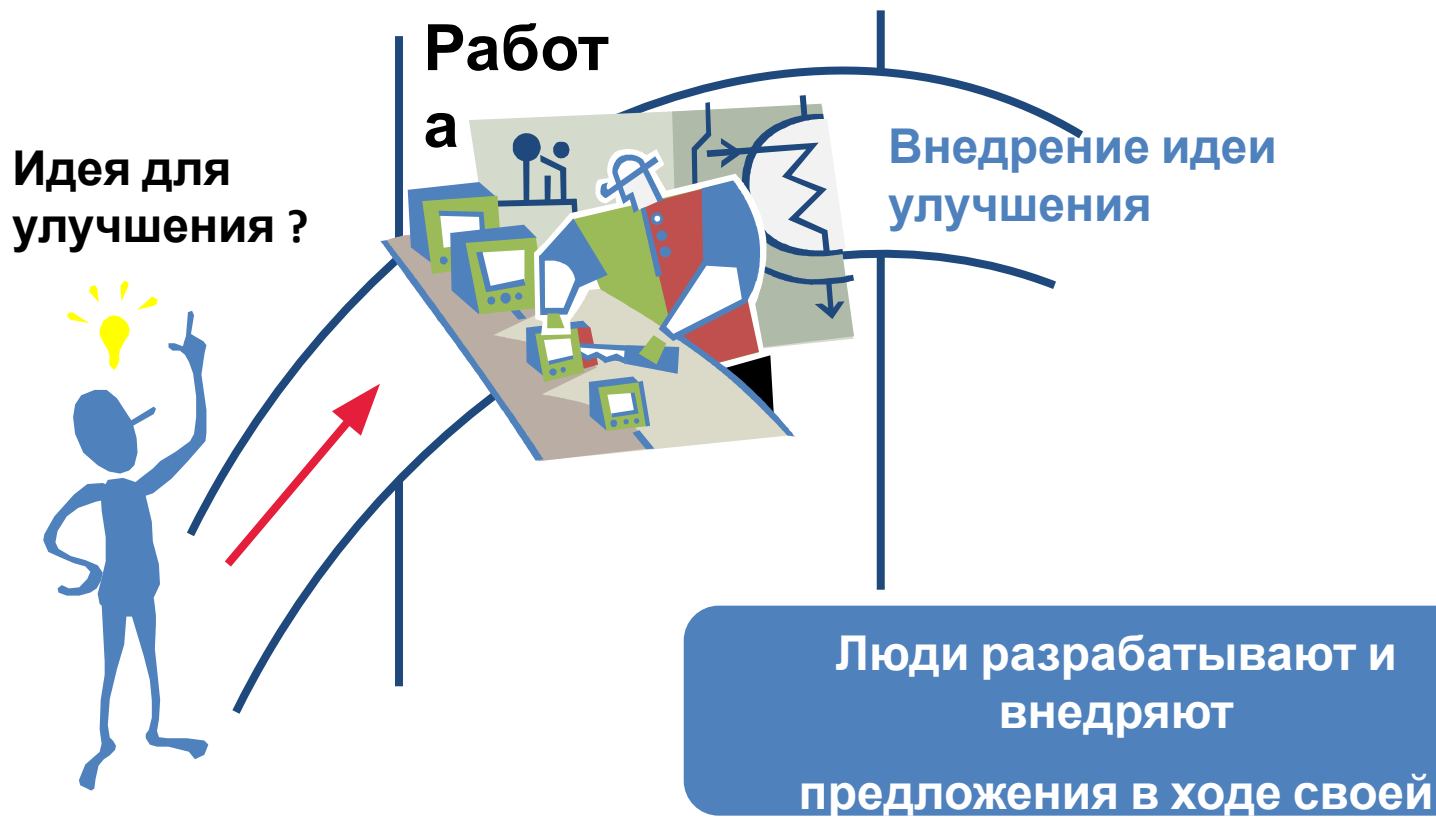 Работ
а
Идея для
улучшения ?
Внедрение идеи
улучшения
Люди разрабатывают и
внедряют
предложения в ходе своей